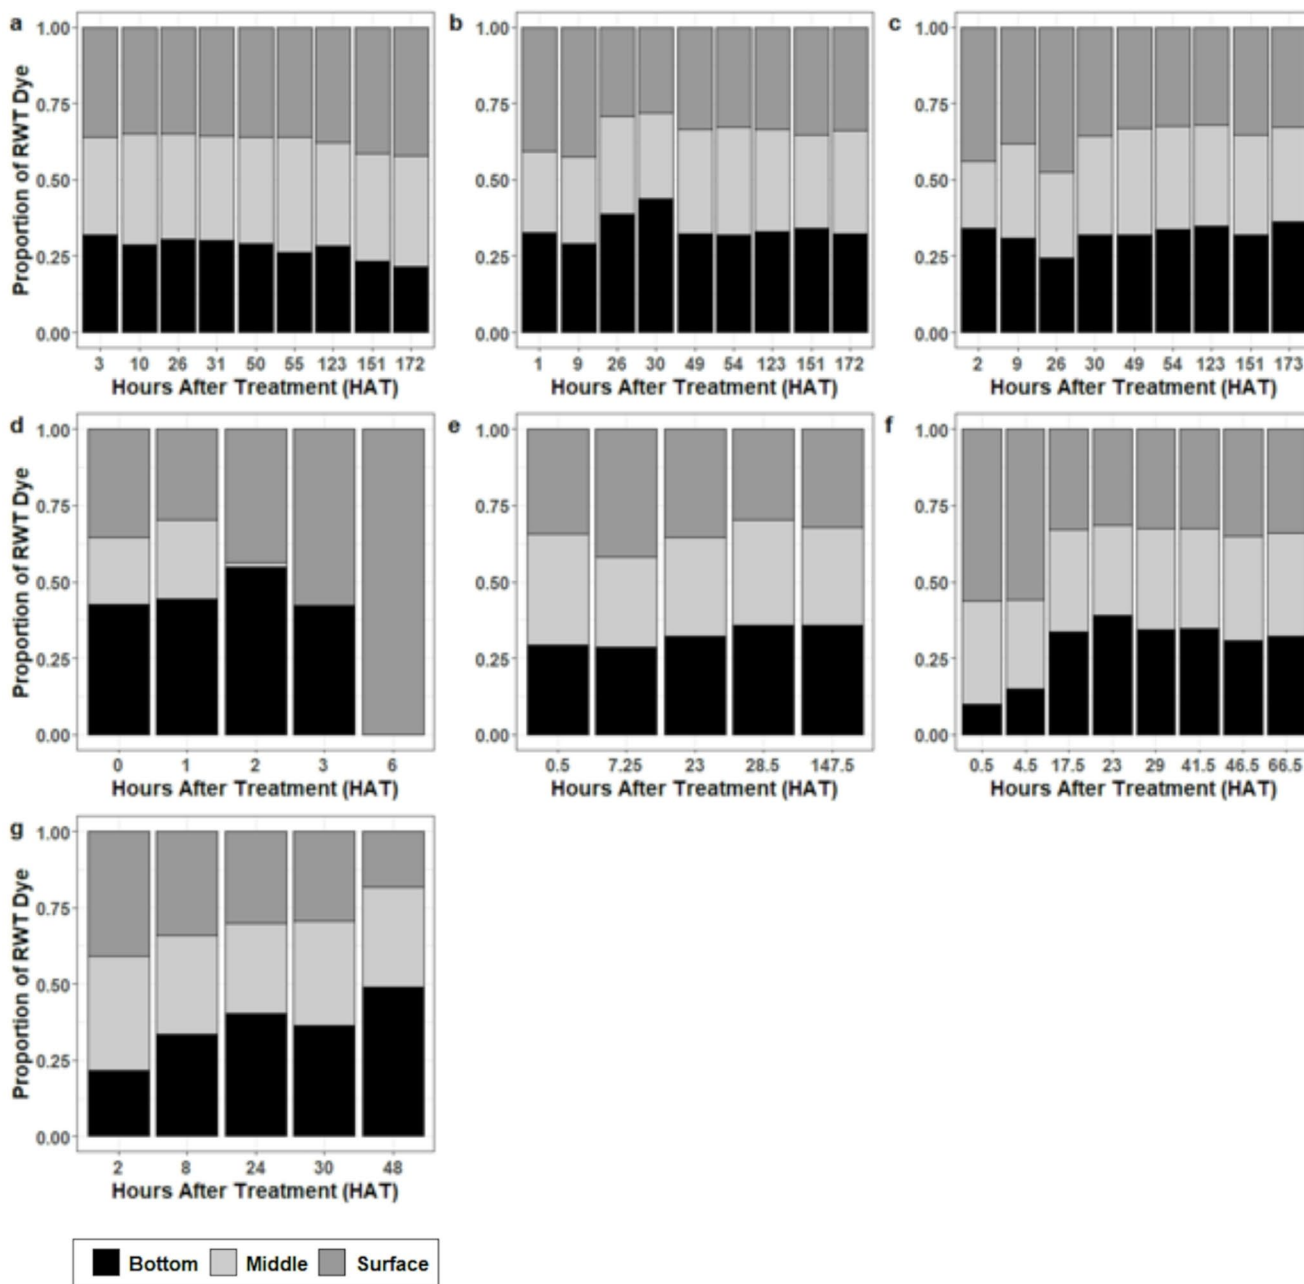 a
1.00
0.75
0.50
0.25
0.00
Proportion of RWT Dye
3 10 26 31 50 55 123 151 172
Hours After Treatment (HAT)
b
1.00
0.75
0.50
0.25
0.00
1 9 26 30 49 54 123 151 172
Hours After Treatment (HAT)
c
1.00
0.75
0.50
0.25
0.00
2 9 26 30 49 54 123 151 173
Hours After Treatment (HAT)
d
1.00
0.75
0.50
0.25
0.00
Proportion of RWT Dye
0 1 2 3 6
Hours After Treatment (HAT)
e
1.00
0.75
0.50
0.25
0.00
0.5 7.25 23 28.5 147.5
Hours After Treatment (HAT)
f
1.00
0.75
0.50
0.25
0.00
0.5 4.5 17.5 23 29 41.5 46.5 66.5
Hours After Treatment (HAT)
g
1.00
0.75
0.50
0.25
0.00
Proportion of RWT Dye
2 8 24 30 48
Hours After Treatment (HAT)
Bottom Middle Surface